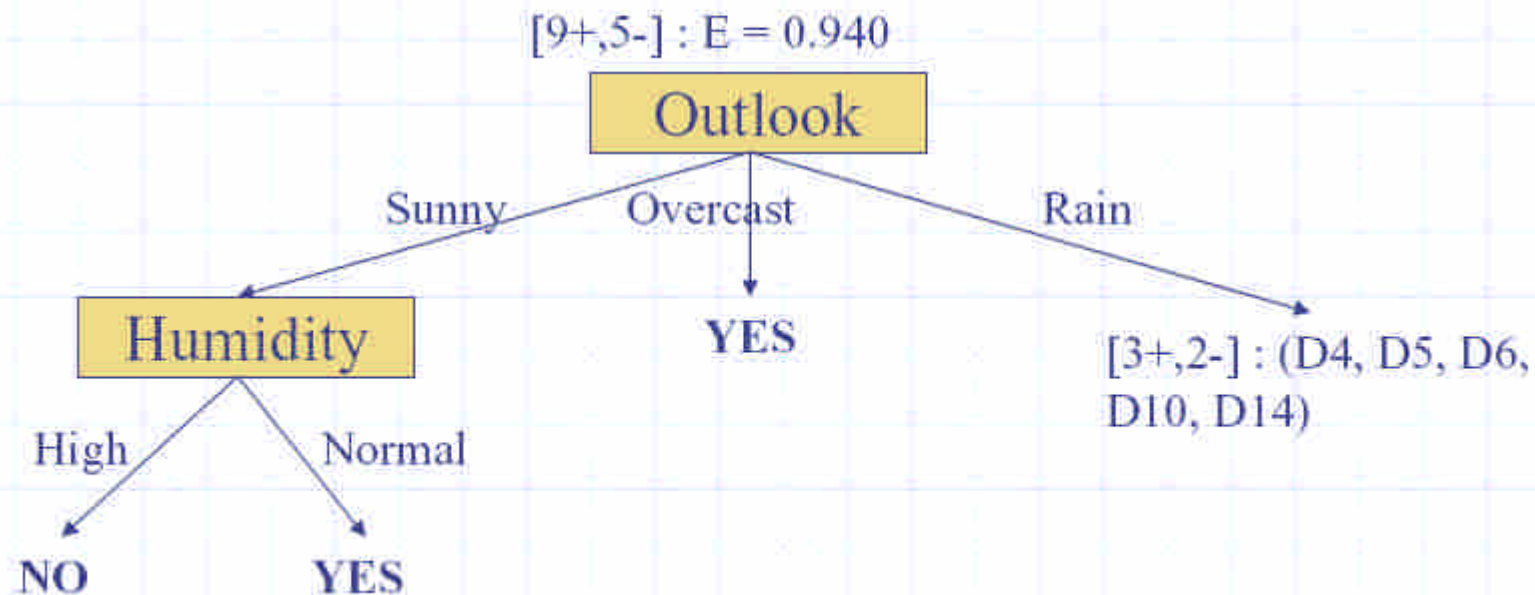 [9+,5-] : E = 0.940
Outlook
Sunny
Overcast
Rain
Humidity
YES
[3+,2-] : (D4, D5, D6,
D10, D14)
High
Normal
NO
YES